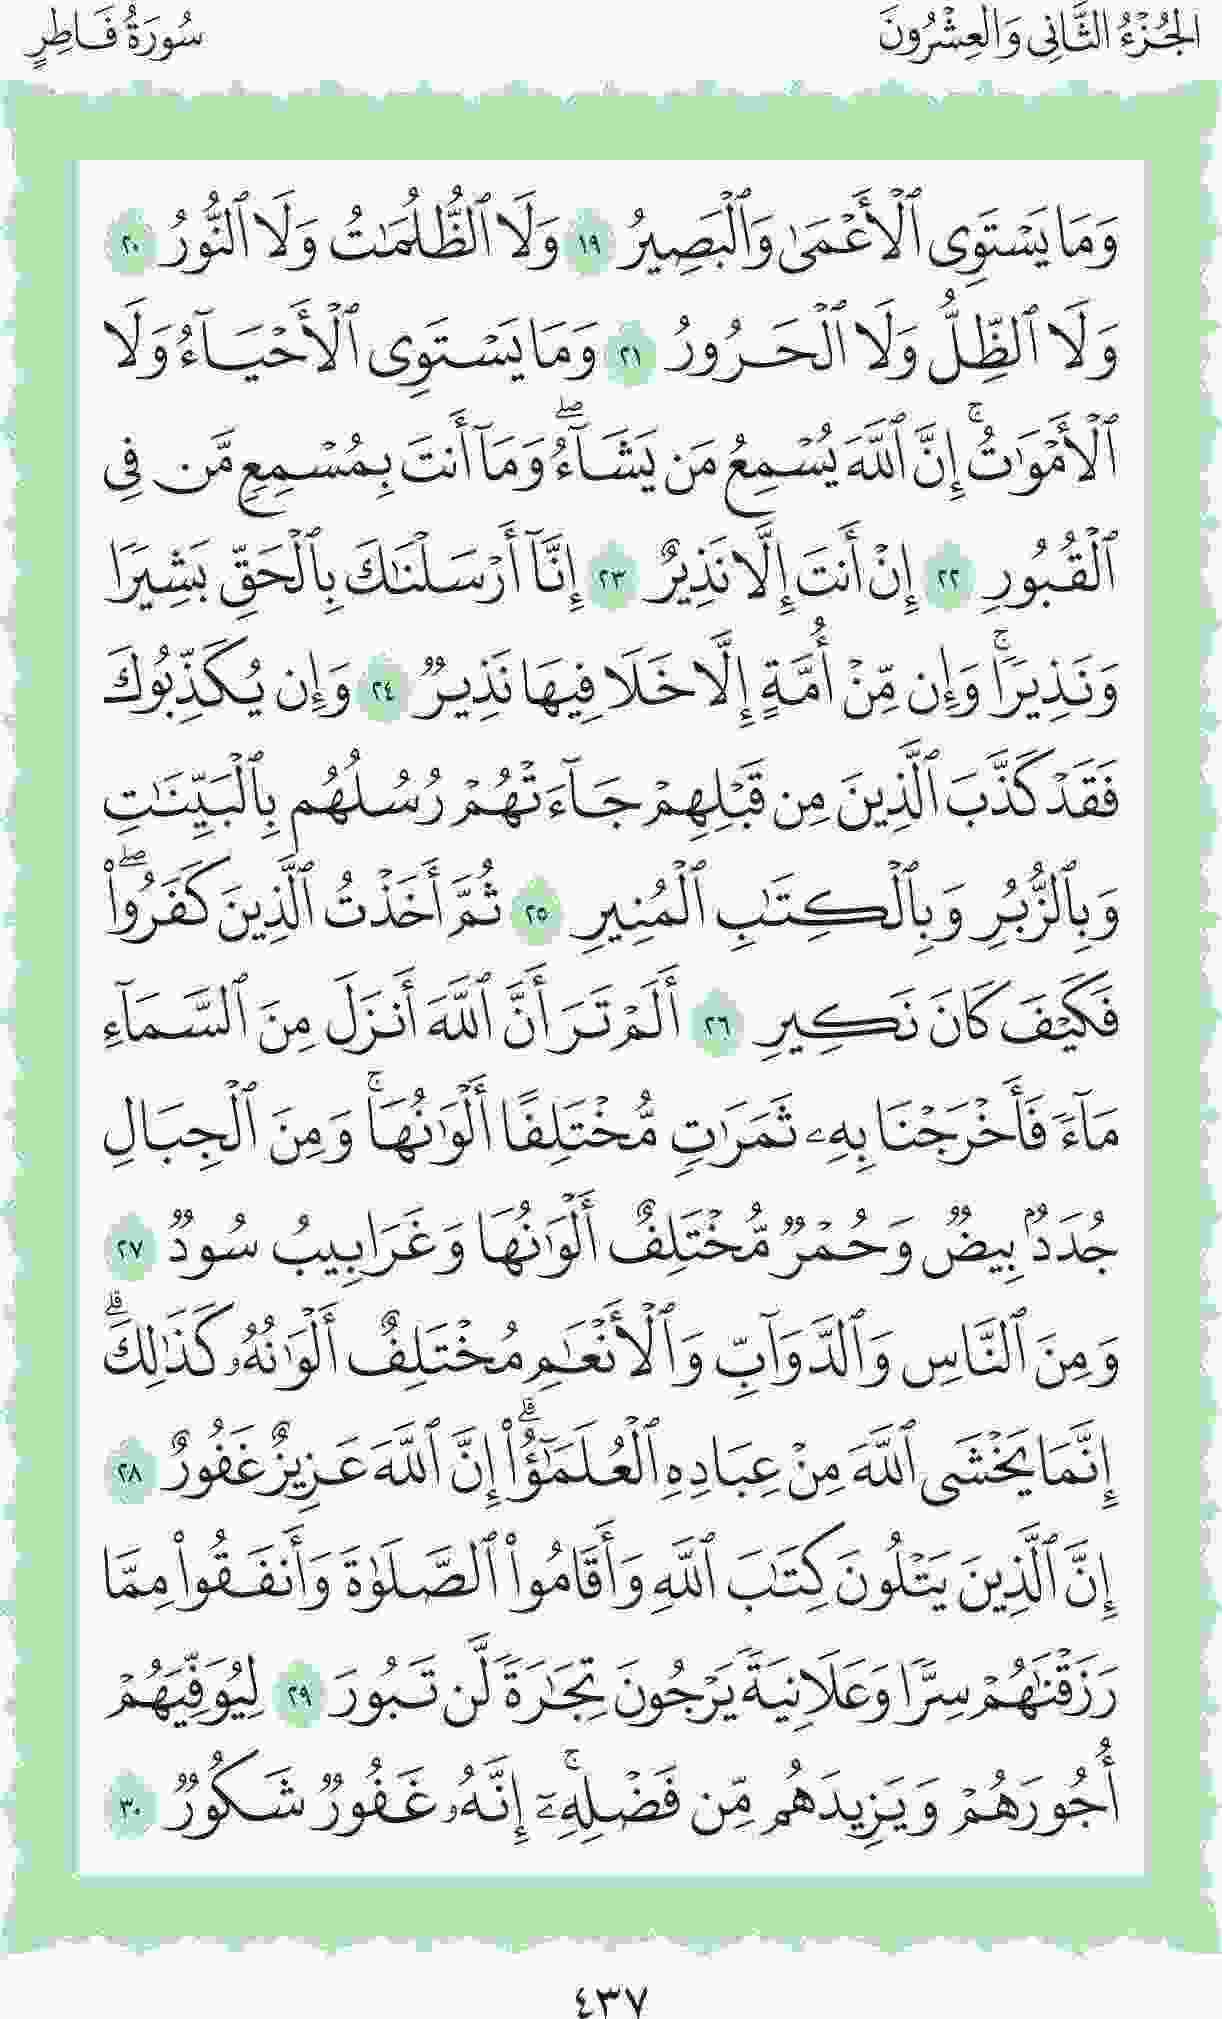 الجُزْءُ الثَّانِي وَالعِشْرُونَ
سُورَةُ فَاطِرٍ
وَمَا يَسْتَوِى ٱلْأَعْمَىٰ وَٱلْبَصِيرُ ١٩ وَلَا ٱلظُّلُمَٰتُ وَلَا ٱلنُّورُ ٢٠
وَلَا ٱلظِّلُّ وَلَا ٱلْحَرُورُ ٢١ وَمَا يَسْتَوِى ٱلْأَحْيَآءُ وَلَا
ٱلْأَمْوَٰتُۚ إِنَّ ٱللَّهَ يُسْمِعُ مَن يَشَآءُۖ وَمَآ أَنتَ بِمُسْمِعٍ مَّن فِى
ٱلْقُبُورِ ٢٢ إِنْ أَنتَ إِلَّا نَذِيرٌ ٢٣ إِنَّآ أَرْسَلْنَٰكَ بِٱلْحَقِّ بَشِيرًا
وَنَذِيرًاۚ وَإِن مِّنْ أُمَّةٍ إِلَّا خَلَا فِيهَا نَذِيرٌ ٢٤ وَإِن يُكَذِّبُوكَ
فَقَدْ كَذَّبَ ٱلَّذِينَ مِن قَبْلِهِمْ جَآءَتْهُمْ رُسُلُهُم بِٱلْبَيِّنَٰتِ
وَبِٱلزُّبُرِ وَبِٱلْكِتَٰبِ ٱلْمُنِيرِ ٢٥ ثُمَّ أَخَذْتُ ٱلَّذِينَ كَفَرُوا۟ۖ
فَكَيْفَ كَانَ نَكِيرِ ٢٦ أَلَمْ تَرَ أَنَّ ٱللَّهَ أَنزَلَ مِنَ ٱلسَّمَآءِ
مَآءً فَأَخْرَجْنَا بِهِۦ ثَمَرَٰتٍ مُّخْتَلِفًا أَلْوَٰنُهَاۚ وَمِنَ ٱلْجِبَالِ
جُدَدٌۢ بِيضٌ وَحُمْرٌ مُّخْتَلِفٌ أَلْوَٰنُهَا وَغَرَابِيبُ سُودٌ ٢٧
وَمِنَ ٱلنَّاسِ وَٱلدَّوَآبِّ وَٱلْأَنْعَٰمِ مُخْتَلِفٌ أَلْوَٰنُهُۥ كَذَٰلِكَۗ
إِنَّمَا يَخْشَى ٱللَّهَ مِنْ عِبَادِهِ ٱلْعُلَمَٰٓؤُا۟ۗ إِنَّ ٱللَّهَ عَزِيزٌ غَفُورٌ ٢٨
إِنَّ ٱلَّذِينَ يَتْلُونَ كِتَٰبَ ٱللَّهِ وَأَقَامُوا۟ ٱلصَّلَوٰةَ وَأَنفَقُوا۟ مِمَّا
رَزَقْنَٰهُمْ سِرًّا وَعَلَانِيَةً يَرْجُونَ تِجَٰرَةً لَّن تَبُورَ ٢٩ لِيُوَفِّيَهُمْ
أُجُورَهُمْ وَيَزِيدَهُم مِّن فَضْلِهِۦٓۚ إِنَّهُۥ غَفُورٌ شَكُورٌ ٣٠
٤٣٧